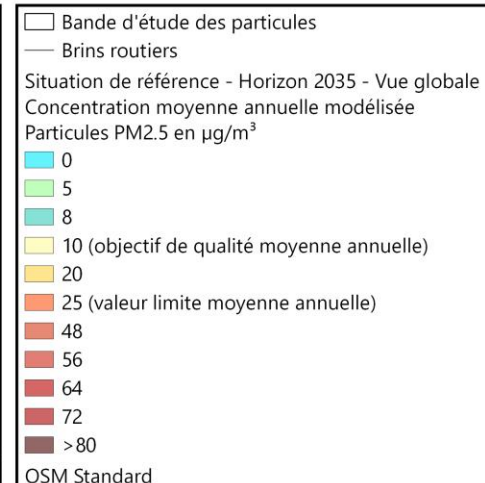 Bande d'étude des particules
Brins routiers
Situation de référence - Horizon 2035 - Vue globale
Concentration moyenne annuelle modélisée
Particules PM2.5 en µg/m³
0
5
8
10 (objectif de qualité moyenne annuelle)
20
25 (valeur limite moyenne annuelle)
48
56
64
72
>80
OSM Standard